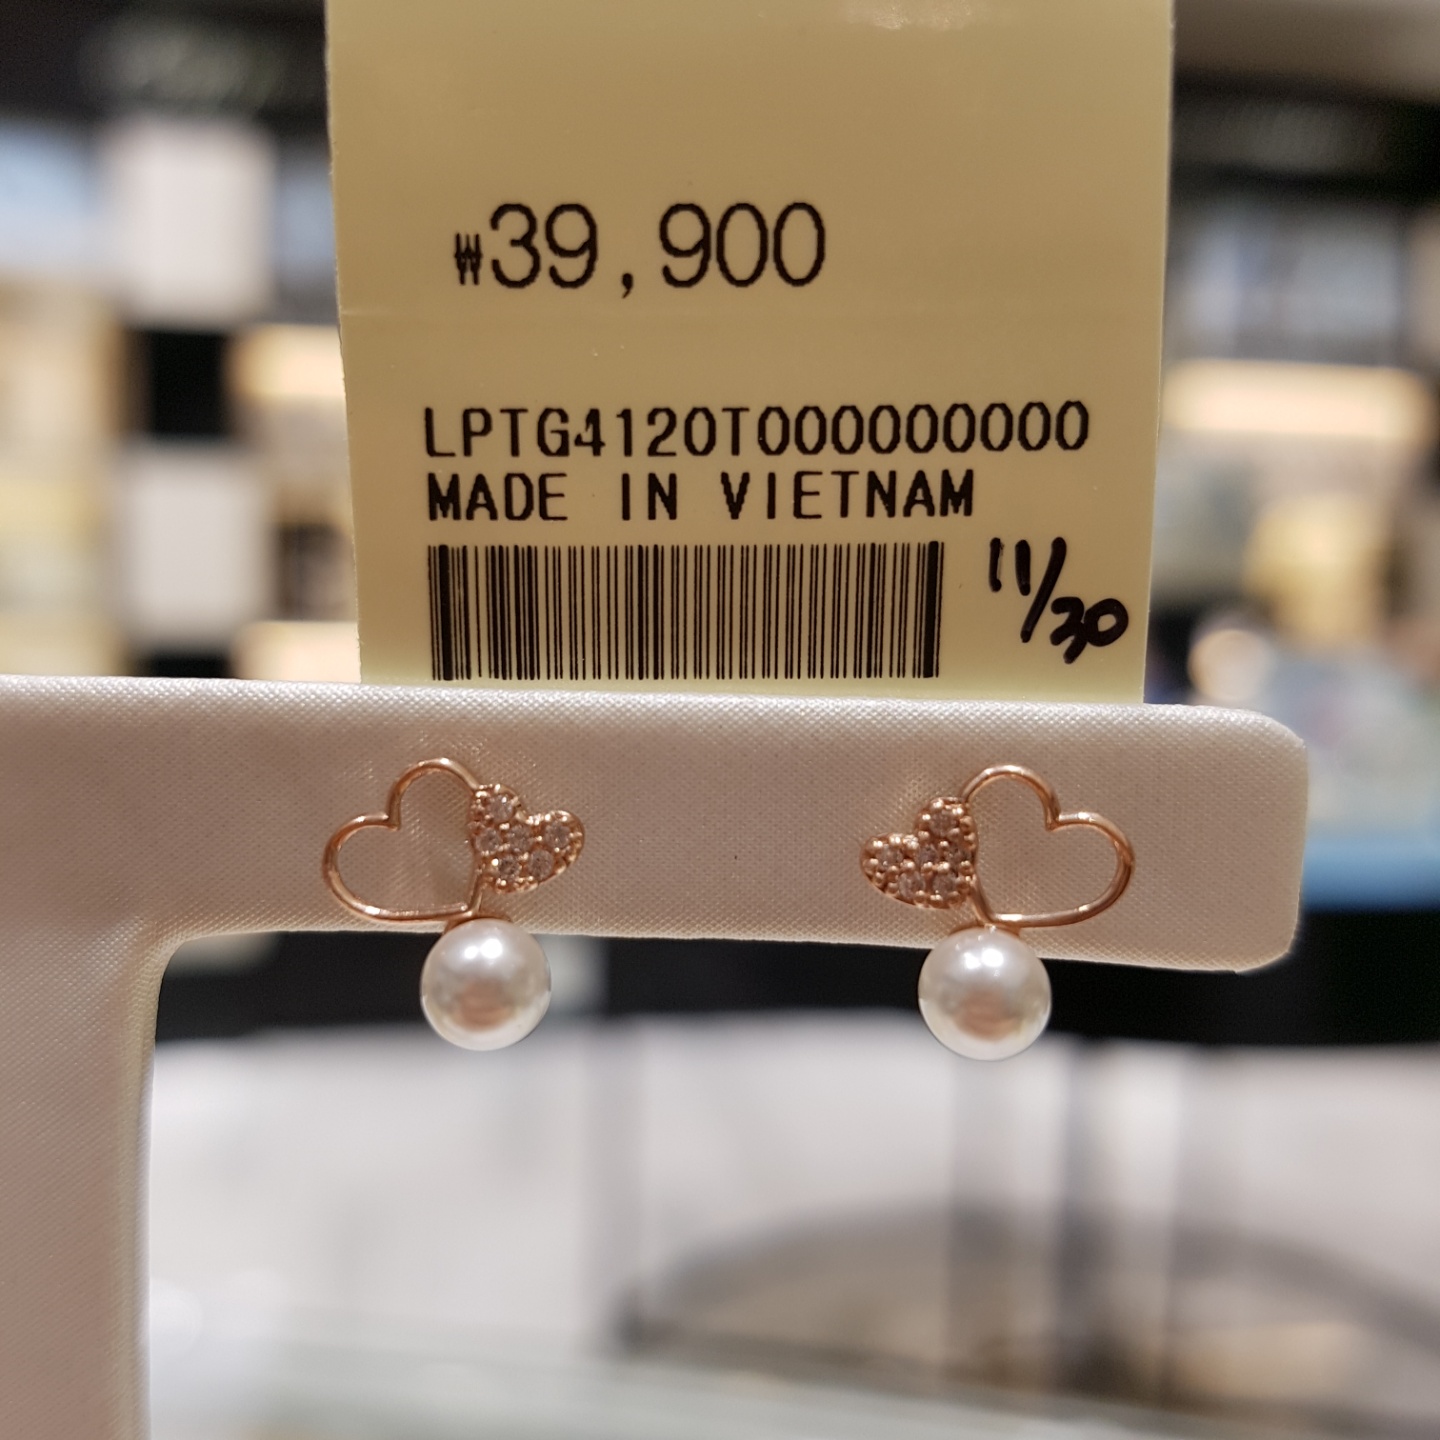 ₩39,900
LPTG4120T000000000
MADE IN VIETNAM
11/30